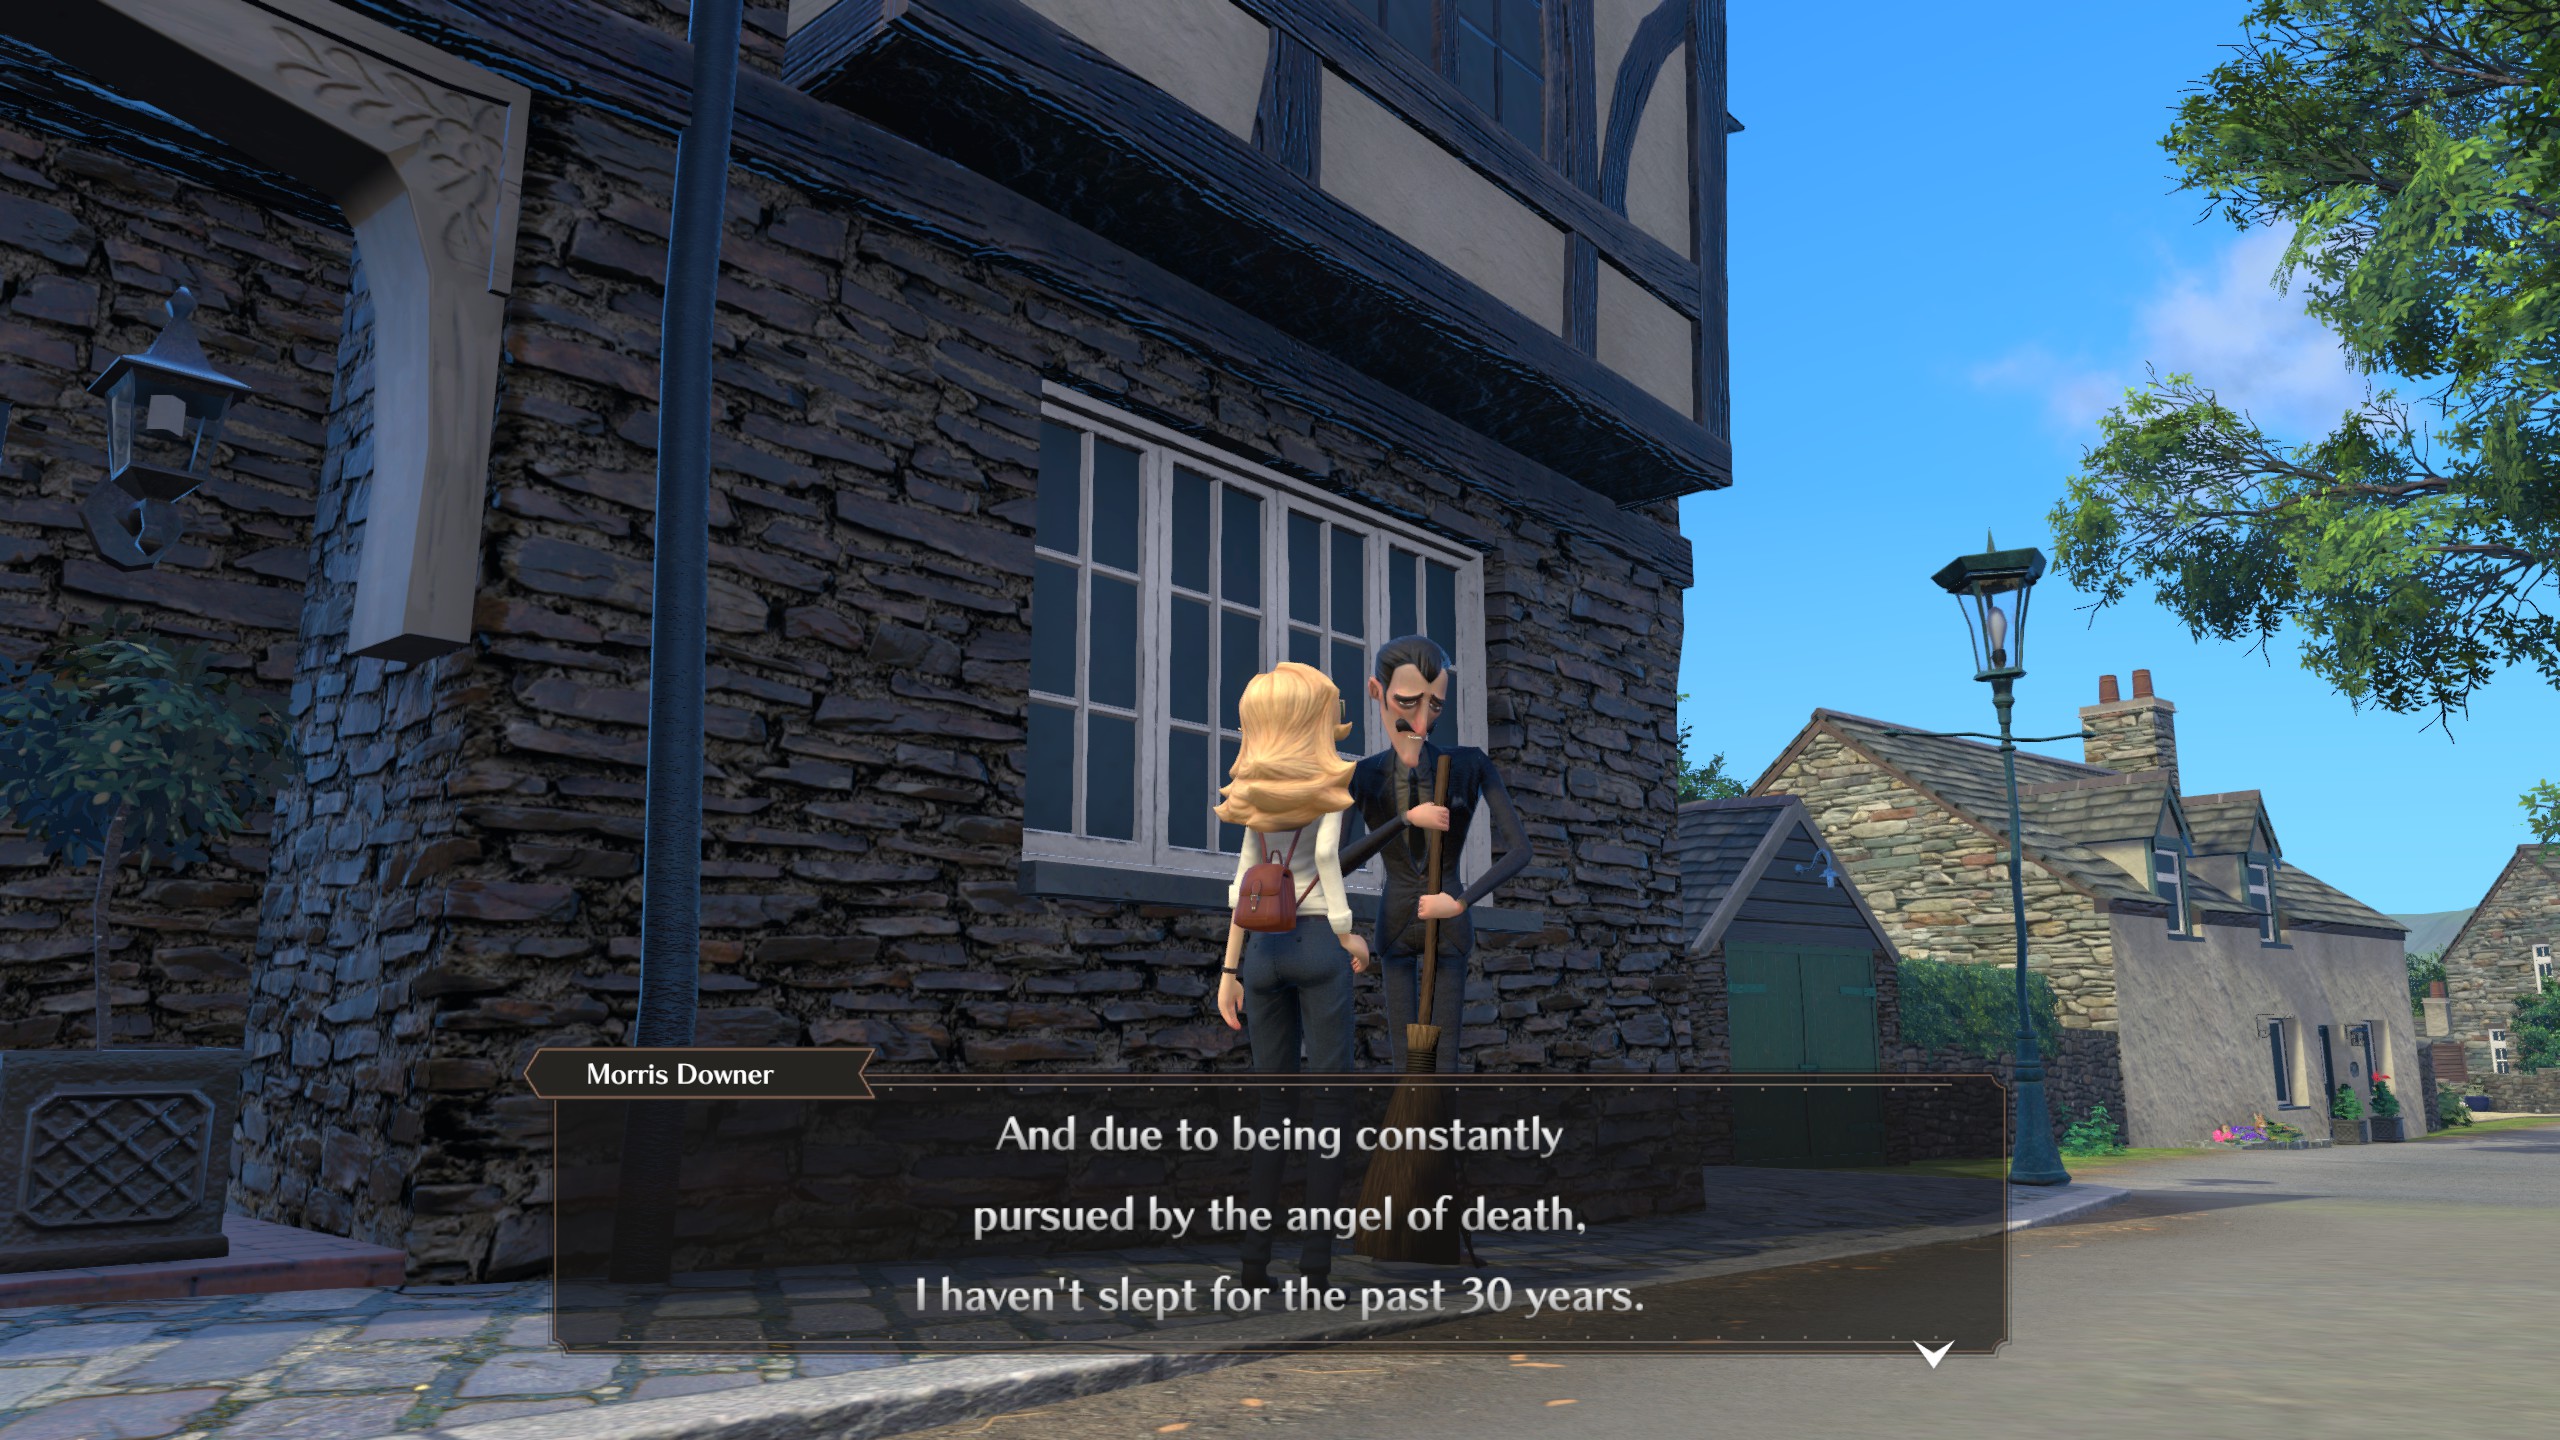 Morris Downer
And due to being constantly
pursued by the angel of death,
I haven't slept for the past 30 years.